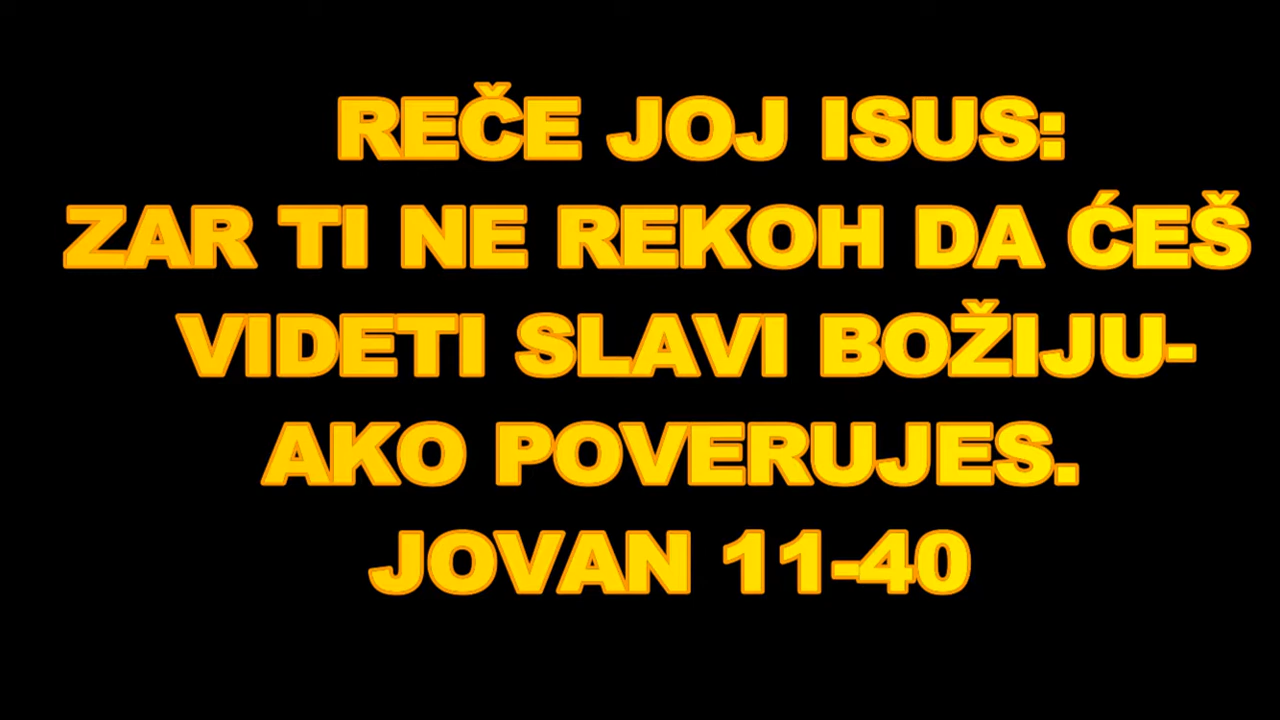 REČE JOJ ISUS:
ZAR TI NE REKOH DA ĆEŠ
VIDETI SLAVI BOŽIJU-
AKO POVERUJES.
JOVAN 11-40